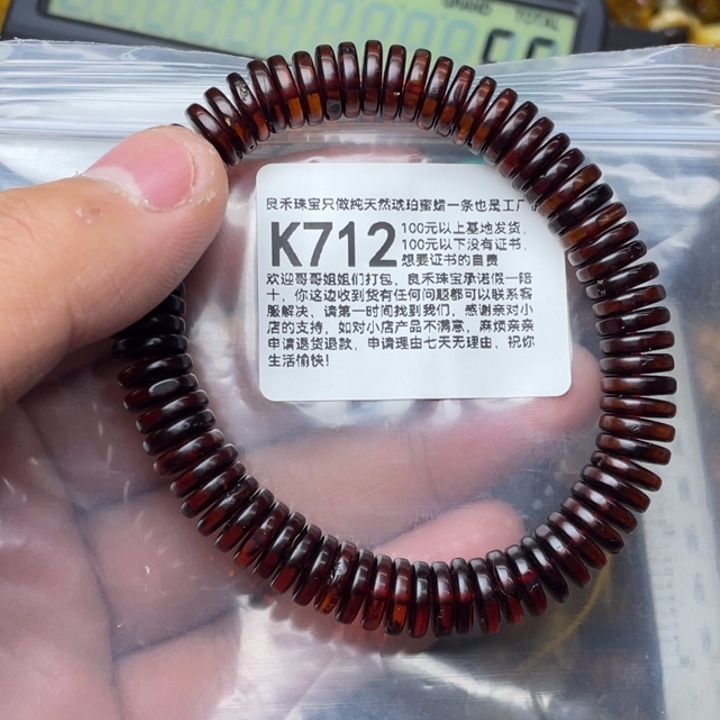 GRAND TOTAL
良禾珠宝只做纯天然琥珀蜜蜡一条也是工厂
K712
100元以上基地发货,
100元以下没有证书,
想要证书的自费
欢迎哥哥姐姐们打包, 良禾珠宝承诺假一赔
十, 你这边收到货有任何问题都可以联系客
服解决、请第一时间找到我们, 感谢亲对小
店的支持, 如对小店产品不满意, 麻烦亲亲
申请退货退款, 申请理由七天无理由、祝你
生活愉快!